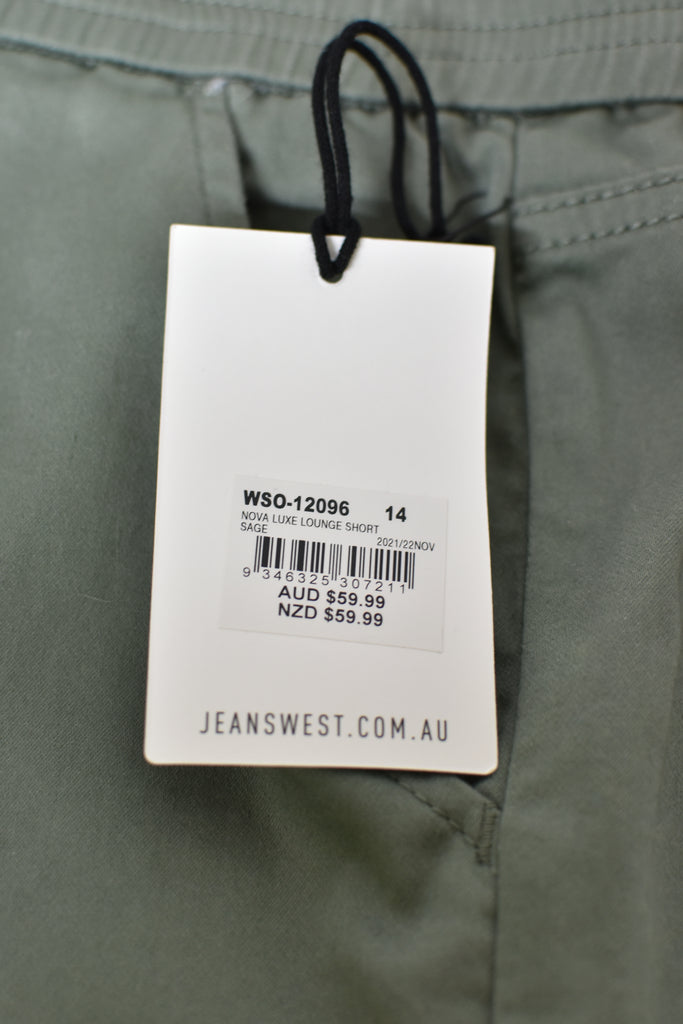 WSO-12096 14
NOVA LUXE LOUNGE SHORT
SAGE
2021/22NOV
9 346325 307211
AUD $59.99
NZD $59.99
JEANSWEST.COM.AU